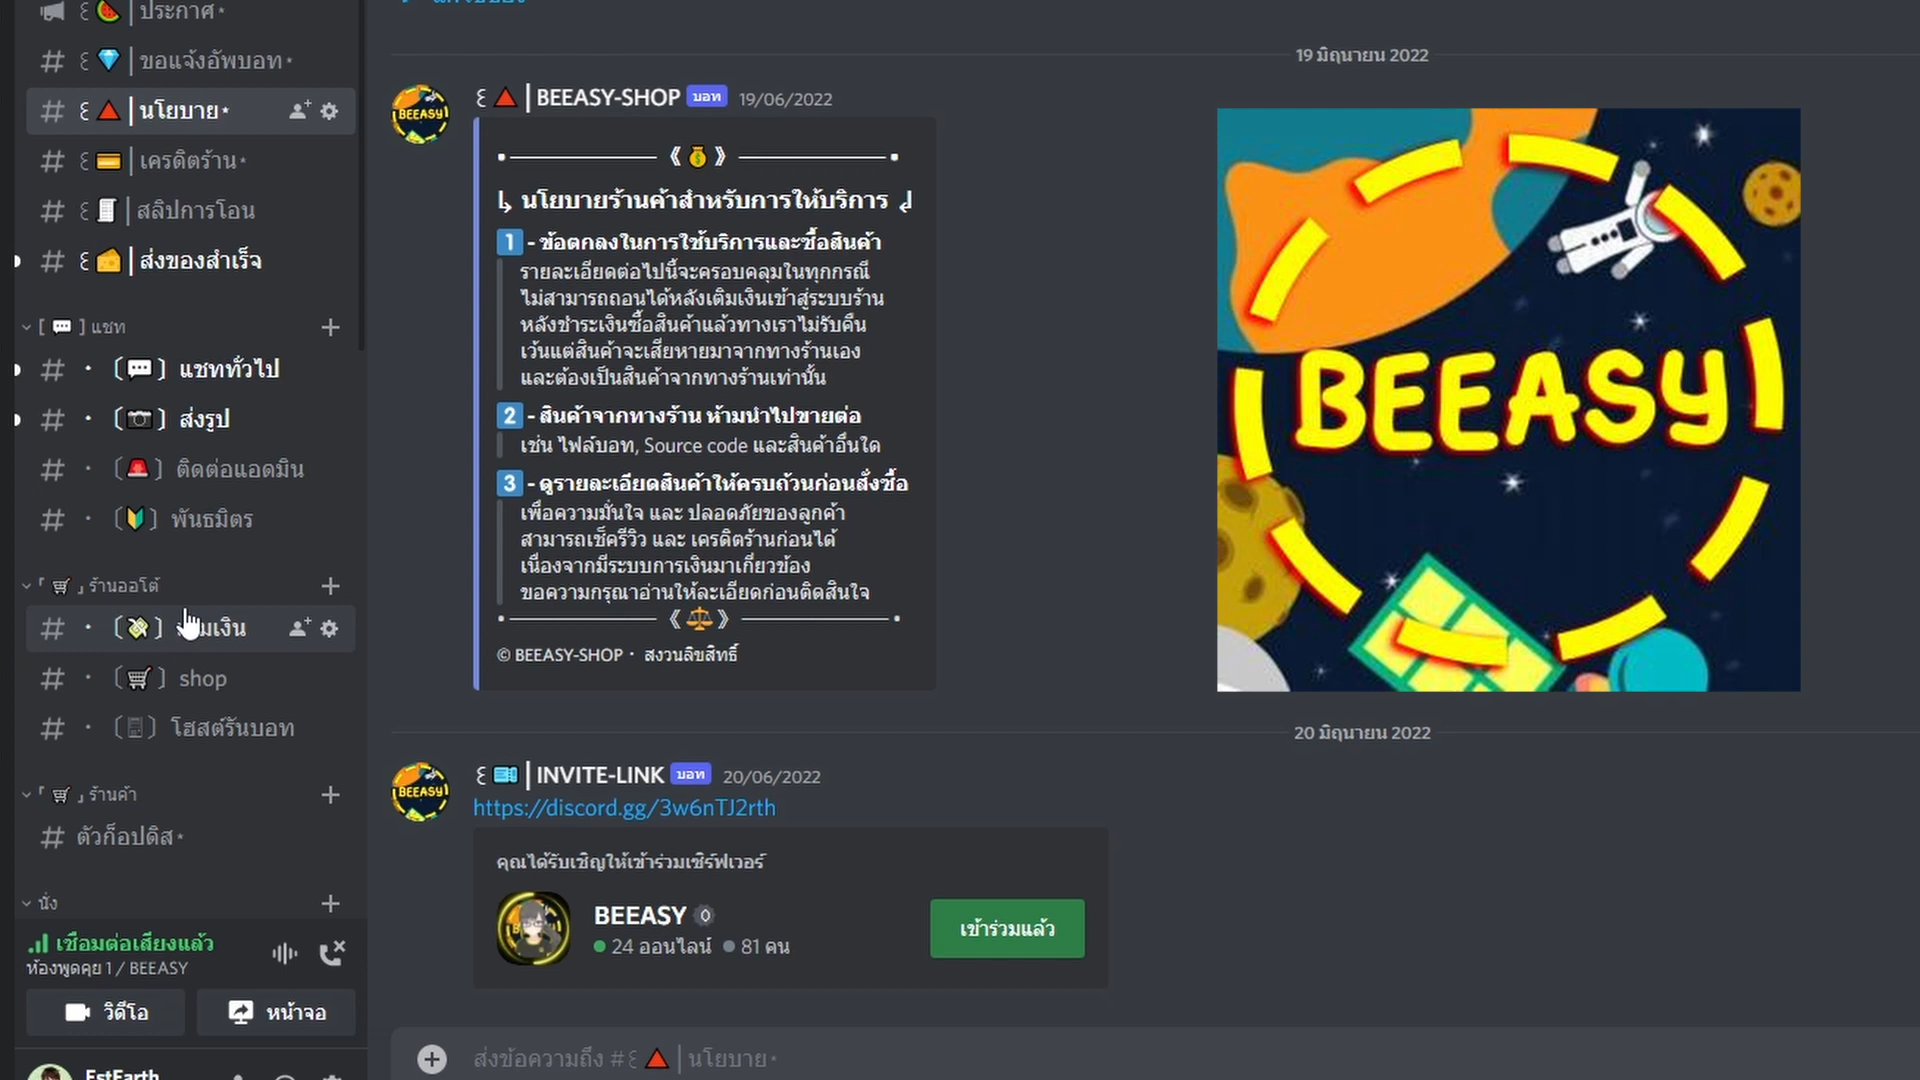 ประกาศ
ขอแจ้งอัพบอท
นโยบาย
เครดิตร้าน
สลิปการโอน
ส่งของสำเร็จ
[ 💬 ] แชท
แชททั่วไป
ส่งรูป
ติดต่อแอดมิน
พันธมิตร
「 🛒 」ร้านออโต้
shop
โฮสต์รันบอท
「 🛒 」ร้านค้า
ตัวก็อปดิส
นั่ง
เชื่อมต่อเสียงแล้ว
ห้องพูดคุย 1 / BEEASY
วิดีโอ
หน้าจอ
EstEarth
19 มิถุนายน 2022
BEEASY-SHOP บอท 19/06/2022
↳ นโยบายร้านค้าสำหรับการให้บริการ ↲
1 - ข้อตกลงในการใช้บริการและซื้อสินค้า
รายละเอียดต่อไปนี้จะครอบคลุมในทุกกรณี
ไม่สามารถถอนได้หลังเติมเงินเข้าสู่ระบบร้าน
หลังชำระเงินซื้อสินค้าแล้วทางเราไม่รับคืน
เว้นแต่สินค้าจะเสียหายมาจากทางร้านเอง
และต้องเป็นสินค้าจากทางร้านเท่านั้น
2 - สินค้าจากทางร้าน ห้ามนำไปขายต่อ
เช่น ไฟล์บอท, Source code และสินค้าอื่นใด
3 - ดูรายละเอียดสินค้าให้ครบถ้วนก่อนสั่งซื้อ
เพื่อความมั่นใจ และ ปลอดภัยของลูกค้า
สามารถเช็ครีวิว และ เครดิตร้านก่อนได้
เนื่องจากมีระบบการเงินมาเกี่ยวข้อง
ขอความกรุณาอ่านให้ละเอียดก่อนติดสินใจ
© BEEASY-SHOP · สงวนลิขสิทธิ์
BEEASY
20 มิถุนายน 2022
INVITE-LINK บอท 20/06/2022
https://discord.gg/3w6nTJ2rth
คุณได้รับเชิญให้เข้าร่วมเซิร์ฟเวอร์
BEEASY
24 ออนไลน์ 81 คน
เข้าร่วมแล้ว
ส่งข้อความถึง #꒰🔺│นโยบาย